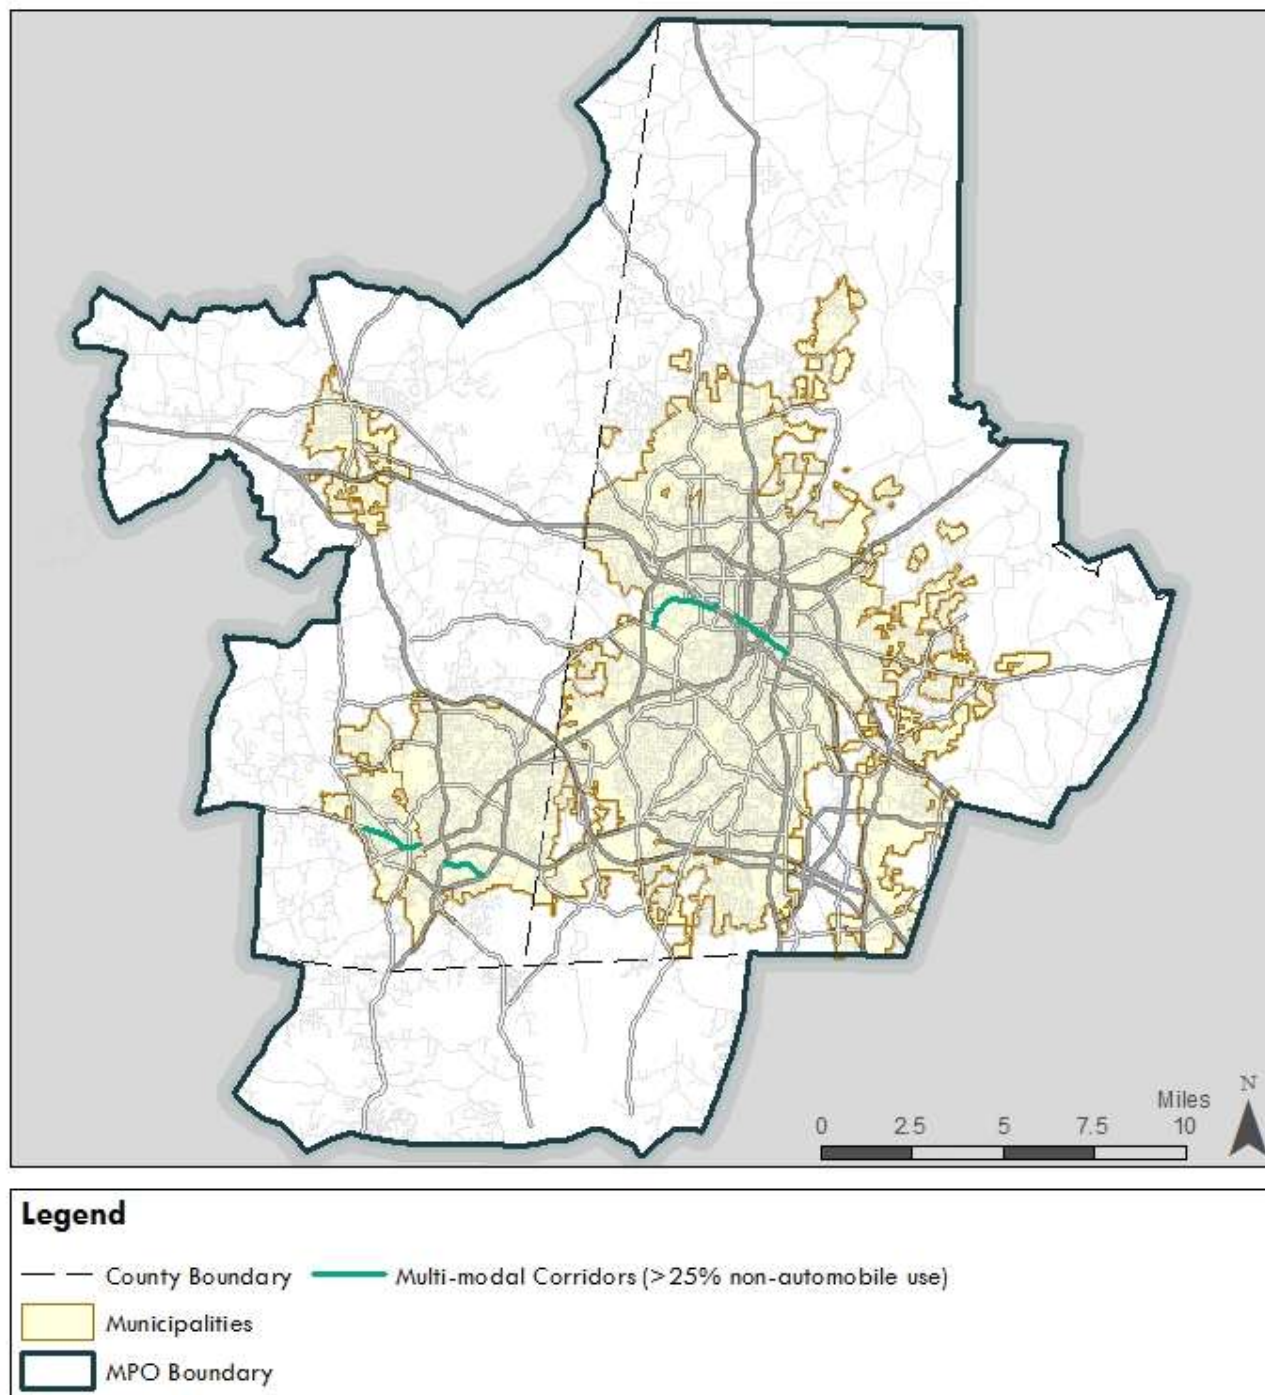 Miles
N
0 2.5 5 7.5 10
Legend
County Boundary Multi-modal Corridors (>25% non-automobile use)
Municipalities
MPO Boundary